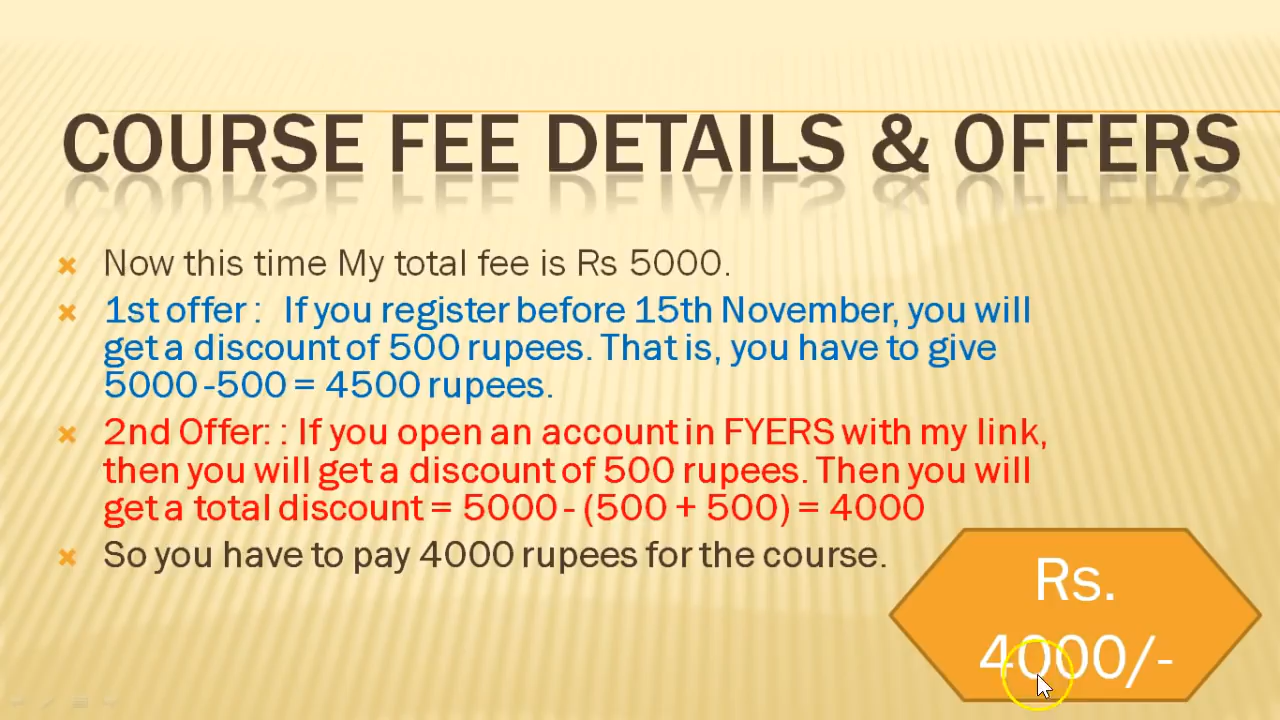 COURSE FEE DETAILS & OFFERS
Now this time My total fee is Rs 5000.
1st offer : If you register before 15th November, you will
get a discount of 500 rupees. That is, you have to give
5000 -500 = 4500 rupees.
2nd Offer: : If you open an account in FYERS with my link,
then you will get a discount of 500 rupees. Then you will
get a total discount = 5000 - (500 + 500) = 4000
So you have to pay 4000 rupees for the course.
Rs.
4000/-